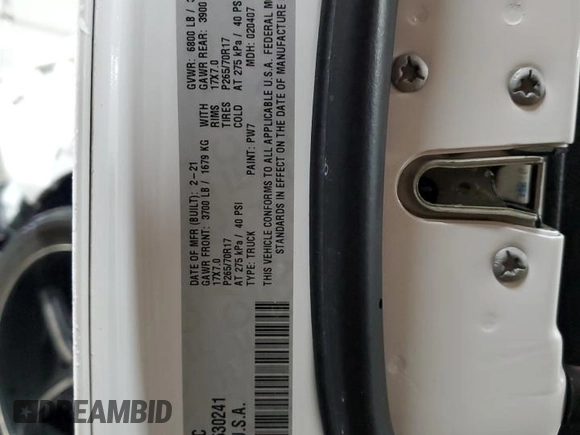 DATE OF MFR (BUILT): 2-21 GVWR: 6800 LB /
GAWR FRONT: 3700 LB / 1679 KG WITH GAWR REAR: 3900
17X7.0 RIMS 17X7.0
P265/70R17 TIRES P265/70R17
AT 275 kPa / 40 PSI COLD AT 275 kPa / 40 PSI
TYPE: TRUCK PAINT: PW7 MDH: 020407
THIS VEHICLE CONFORMS TO ALL APPLICABLE U.S.A. FEDERAL
STANDARDS IN EFFECT ON THE DATE OF MANUFACTURE
530241
U.S.A.
DREAMBID